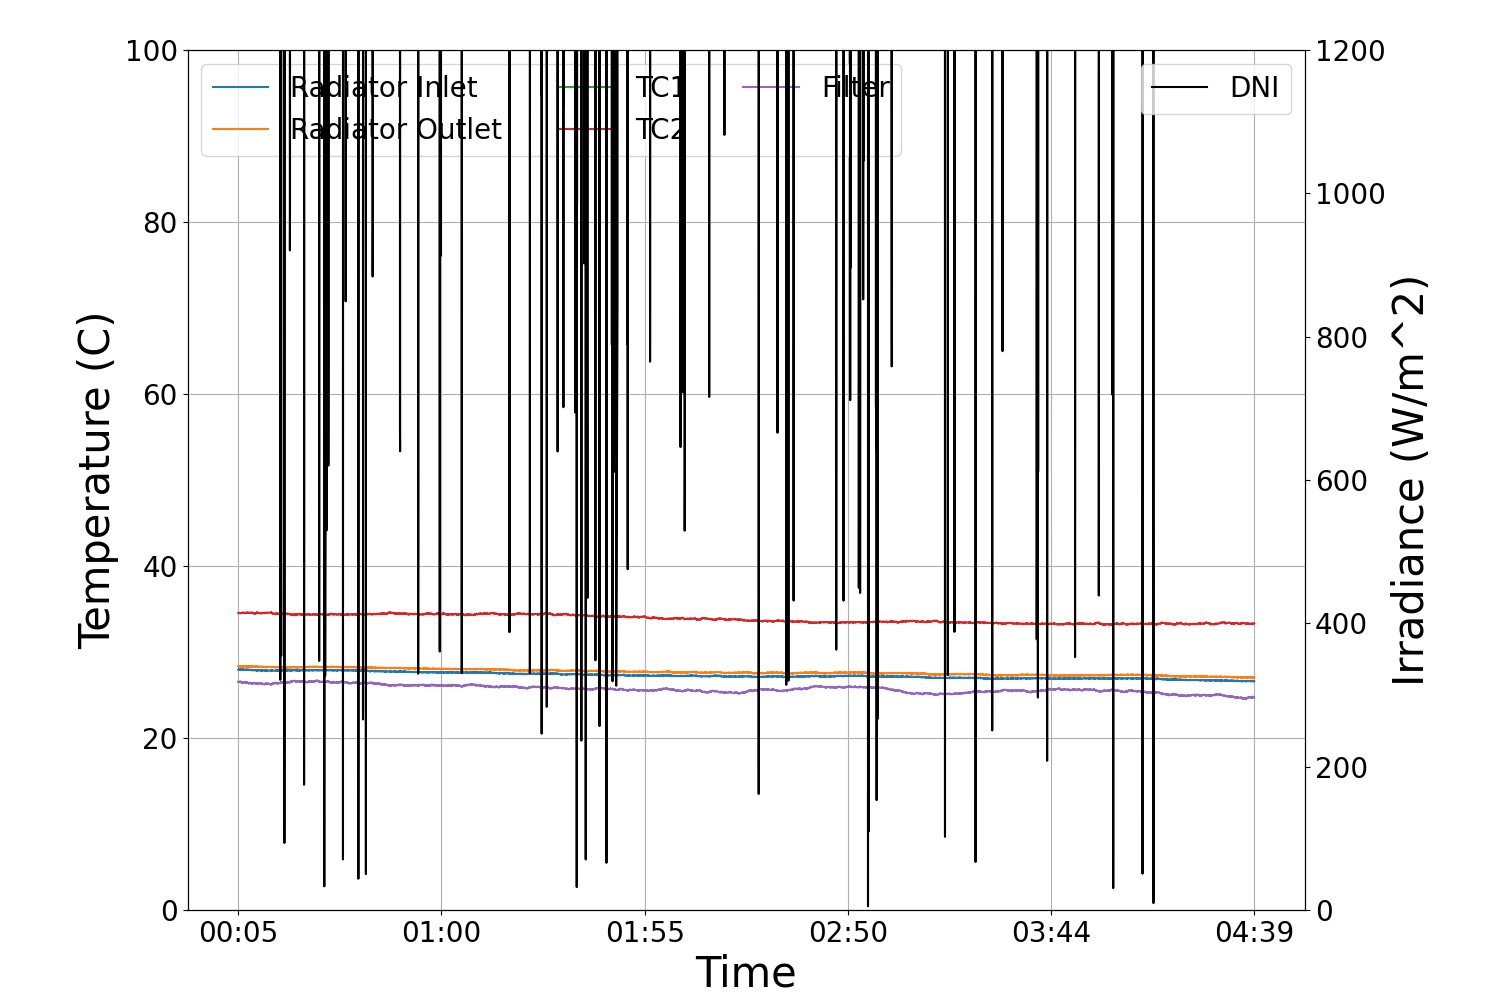 100
80
60
40
20
0
Temperature (C)
Radiator Inlet
Radiator Outlet
TC1
TC2
Filter
DNI
1200
1000
800
600
400
200
0
Irradiance (W/m^2)
00:05 01:00 01:55 02:50 03:44 04:39
Time